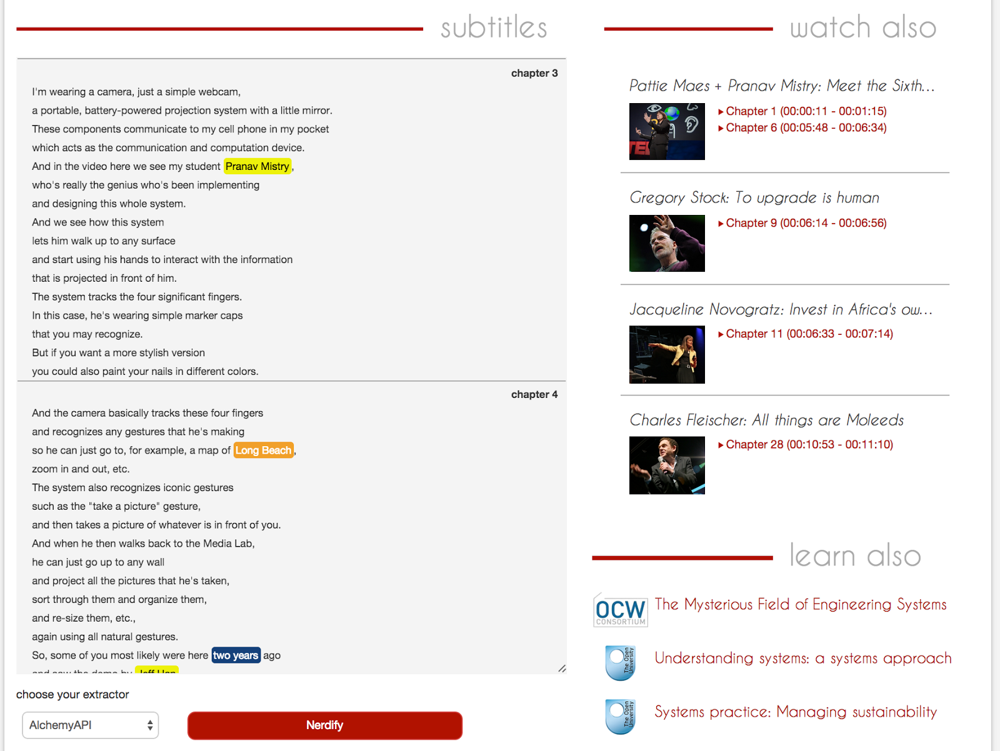 subtitles
chapter 3
I'm wearing a camera, just a simple webcam,
a portable, battery-powered projection system with a little mirror.
These components communicate to my cell phone in my pocket
which acts as the communication and computation device.
And in the video here we see my student Pranav Mistry,
who's really the genius who's been implementing
and designing this whole system.
And we see how this system
lets him walk up to any surface
and start using his hands to interact with the information
that is projected in front of him.
The system tracks the four significant fingers.
In this case, he's wearing simple marker caps
that you may recognize.
But if you want a more stylish version
you could also paint your nails in different colors.
chapter 4
And the camera basically tracks these four fingers
and recognizes any gestures that he's making
so he can just go to, for example, a map of Long Beach,
zoom in and out, etc.
The system also recognizes iconic gestures
such as the "take a picture" gesture,
and then takes a picture of whatever is in front of you.
And when he then walks back to the Media Lab,
he can just go up to any wall
and project all the pictures that he's taken,
sort through them and organize them,
and re-size them, etc.,
again using all natural gestures.
So, some of you most likely were here two years ago
and saw the demo by Jeff Han
choose your extractor
AlchemyAPI
Nerdify
watch also
Pattie Maes + Pranav Mistry: Meet the Sixth...
TED
Chapter 1 (00:00:11 - 00:01:15)
Chapter 6 (00:05:48 - 00:06:34)
Gregory Stock: To upgrade is human
Chapter 9 (00:06:14 - 00:06:56)
Jacqueline Novogratz: Invest in Africa's ow...
Chapter 11 (00:06:33 - 00:07:14)
Charles Fleischer: All things are Moleeds
Chapter 28 (00:10:53 - 00:11:10)
learn also
OCW
CONSORTIUM
The Mysterious Field of Engineering Systems
The Open
University
Understanding systems: a systems approach
The Open
University
Systems practice: Managing sustainability